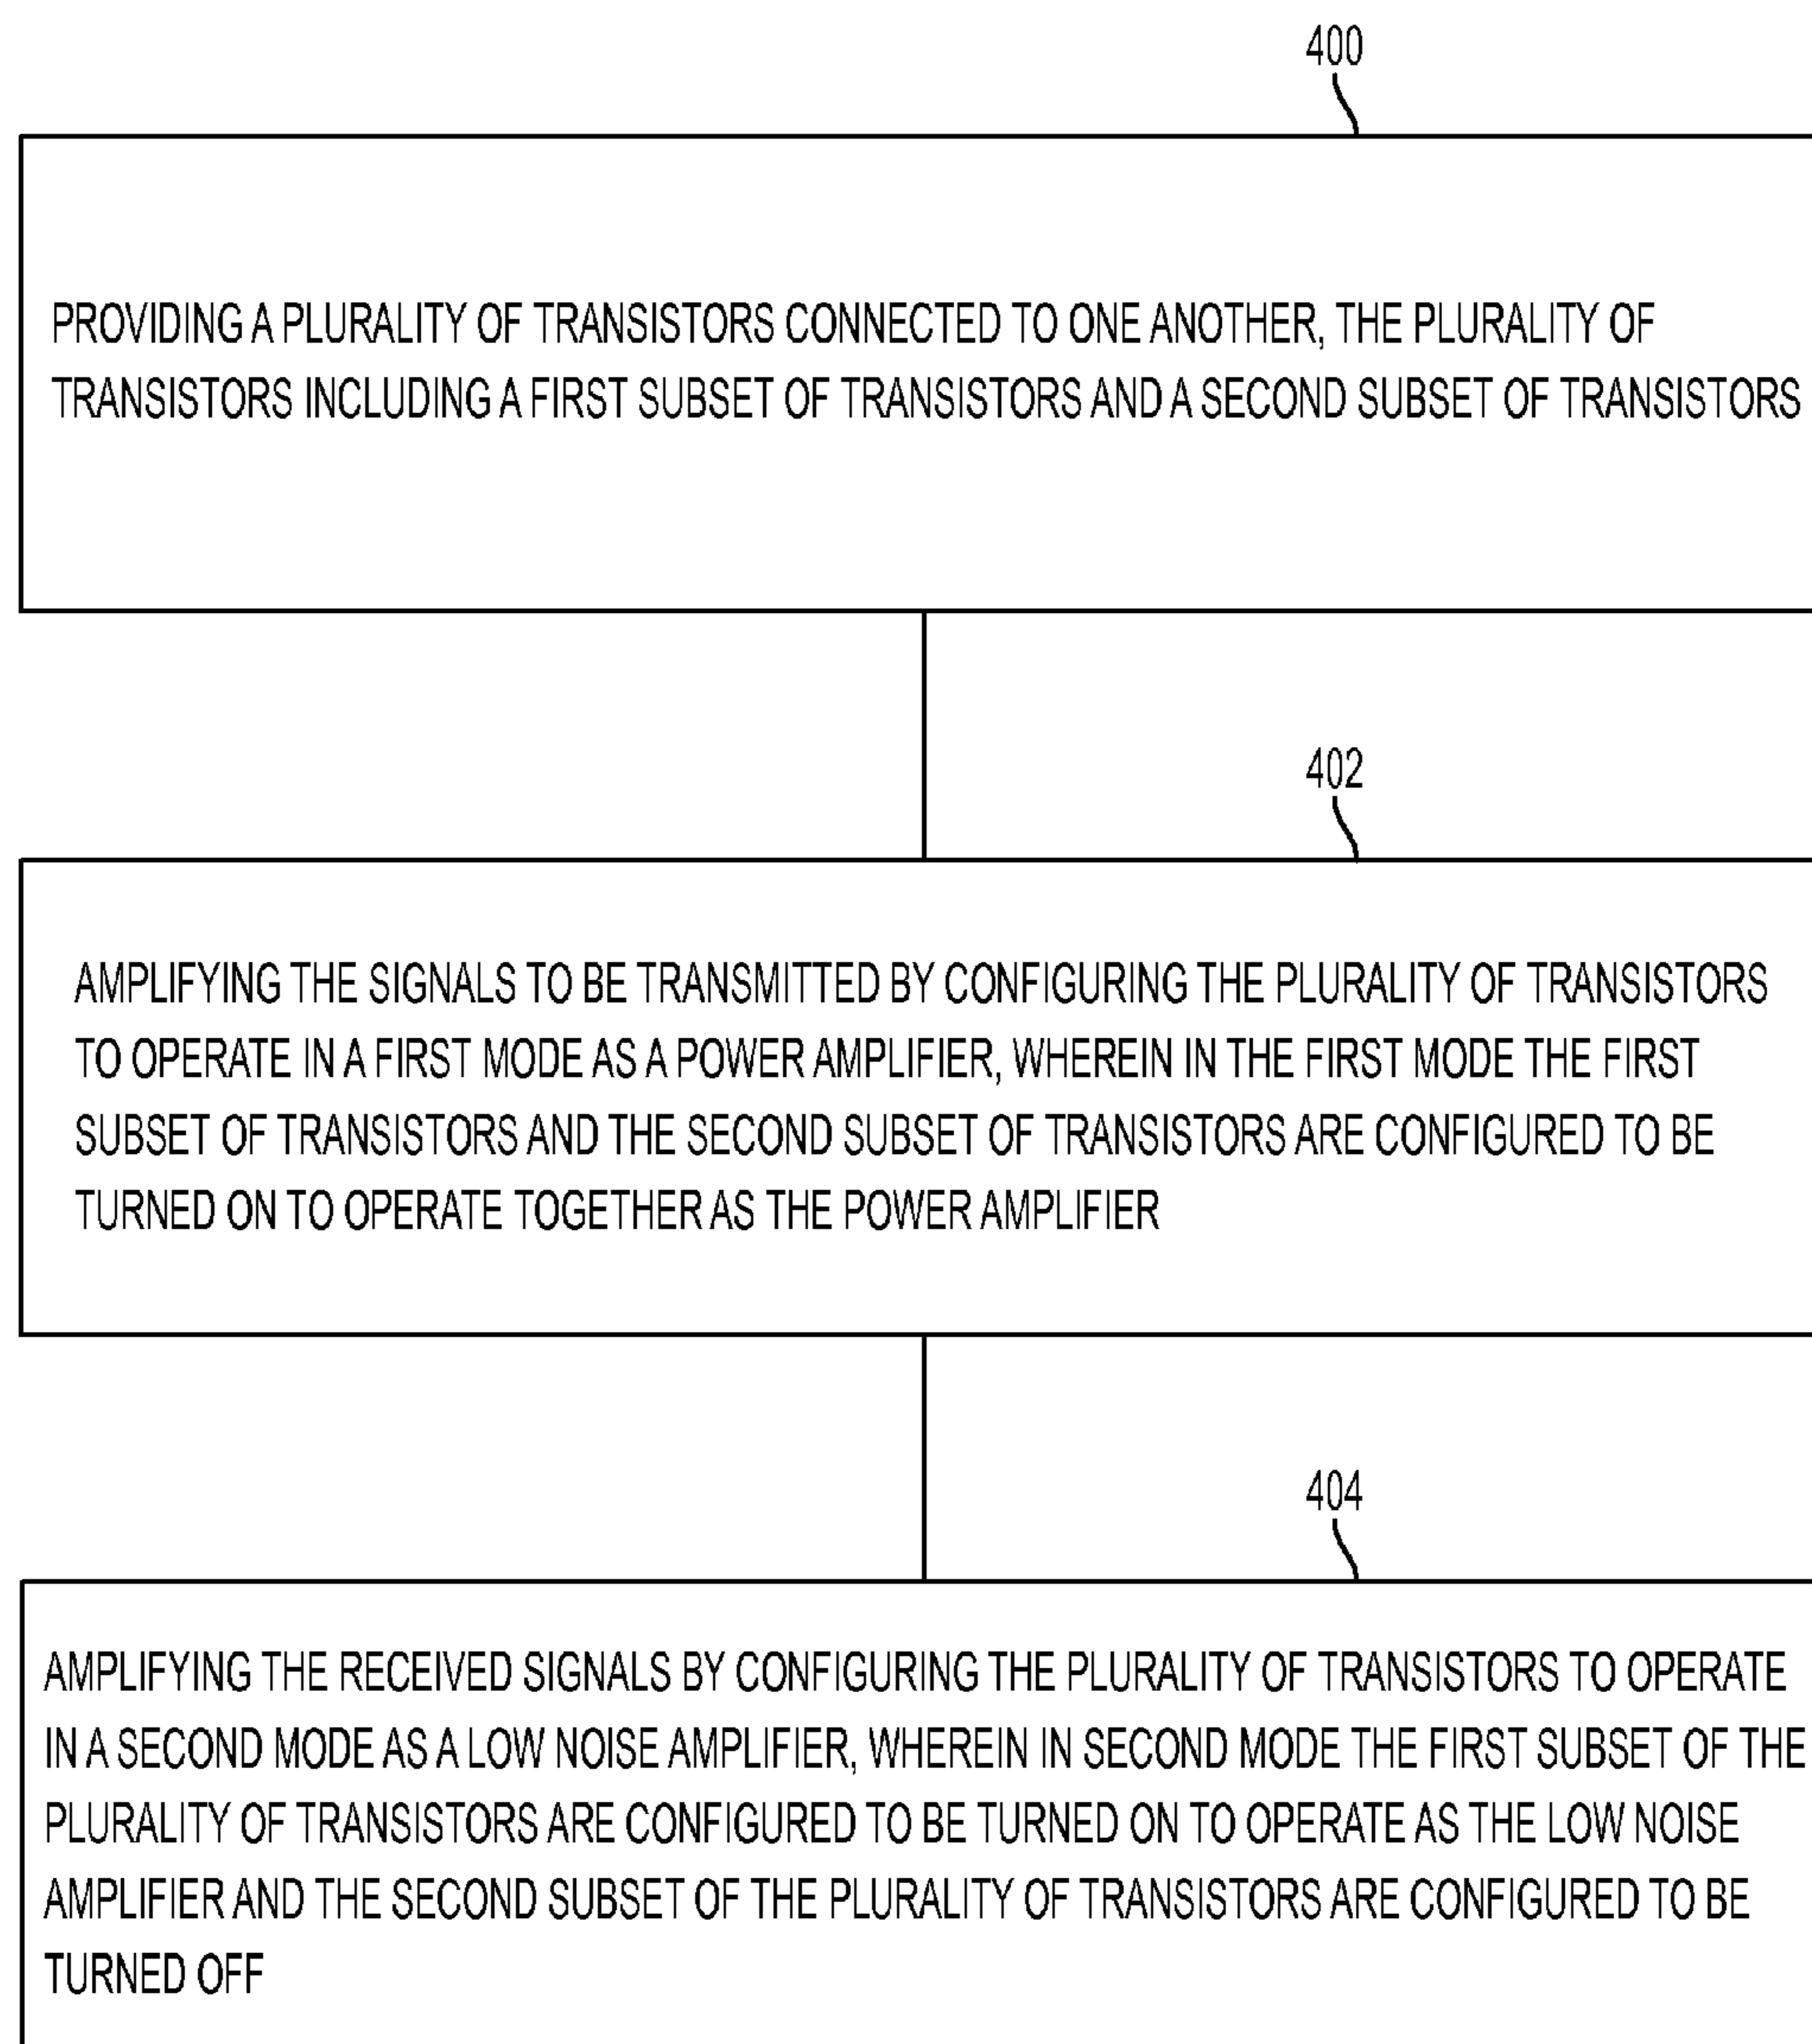 400
PROVIDING A PLURALITY OF TRANSISTORS CONNECTED TO ONE ANOTHER, THE PLURALITY OF
TRANSISTORS INCLUDING A FIRST SUBSET OF TRANSISTORS AND A SECOND SUBSET OF TRANSISTORS
402
AMPLIFYING THE SIGNALS TO BE TRANSMITTED BY CONFIGURING THE PLURALITY OF TRANSISTORS
TO OPERATE IN A FIRST MODE AS A POWER AMPLIFIER, WHEREIN IN THE FIRST MODE THE FIRST
SUBSET OF TRANSISTORS AND THE SECOND SUBSET OF TRANSISTORS ARE CONFIGURED TO BE
TURNED ON TO OPERATE TOGETHER AS THE POWER AMPLIFIER
404
AMPLIFYING THE RECEIVED SIGNALS BY CONFIGURING THE PLURALITY OF TRANSISTORS TO OPERATE
IN A SECOND MODE AS A LOW NOISE AMPLIFIER, WHEREIN IN SECOND MODE THE FIRST SUBSET OF THE
PLURALITY OF TRANSISTORS ARE CONFIGURED TO BE TURNED ON TO OPERATE AS THE LOW NOISE
AMPLIFIER AND THE SECOND SUBSET OF THE PLURALITY OF TRANSISTORS ARE CONFIGURED TO BE
TURNED OFF